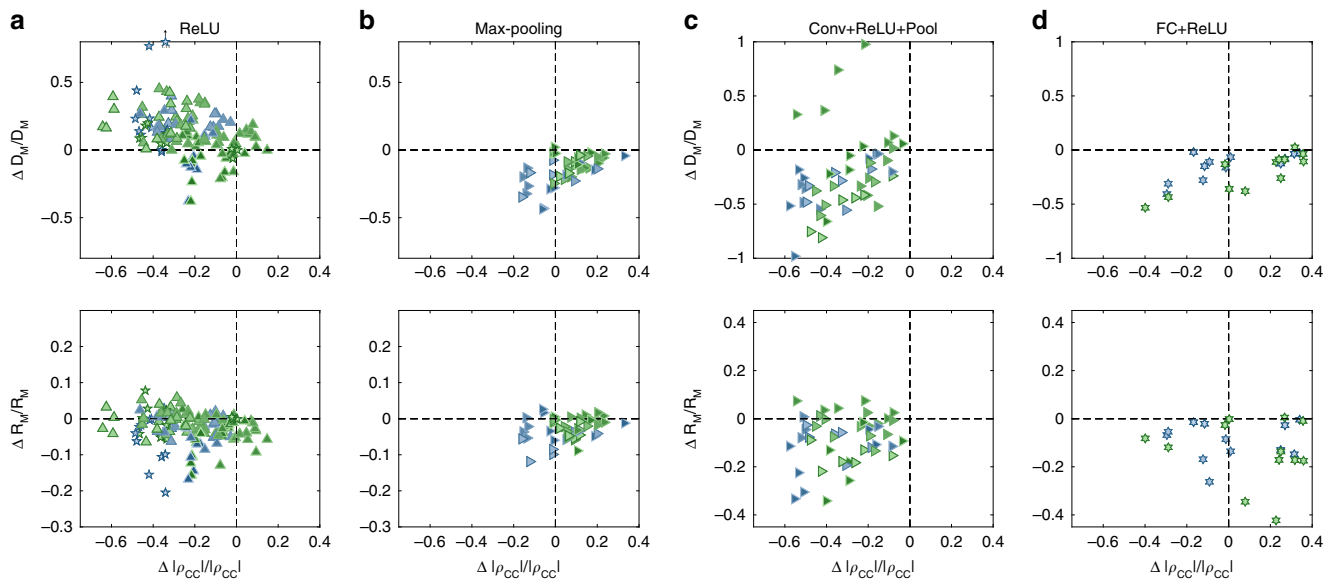 a ReLU
b Max-pooling
c Conv+ReLU+Pool
d FC+ReLU
Δ D_M/D_M
0.5
0
−0.5
−0.6 −0.4 −0.2 0 0.2 0.4
0.5
0
−0.5
−0.6 −0.4 −0.2 0 0.2 0.4
Δ D_M/D_M
1
0.5
0
−0.5
−1
−0.6 −0.4 −0.2 0 0.2 0.4
1
0.5
0
−0.5
−1
−0.6 −0.4 −0.2 0 0.2 0.4
Δ R_M/R_M
0.2
0.1
0
−0.1
−0.2
−0.3
−0.6 −0.4 −0.2 0 0.2 0.4
Δ |ρ_CC|/|ρ_CC|
0.2
0.1
0
−0.1
−0.2
−0.3
−0.6 −0.4 −0.2 0 0.2 0.4
Δ |ρ_CC|/|ρ_CC|
Δ R_M/R_M
0.4
0.2
0
−0.2
−0.4
−0.6 −0.4 −0.2 0 0.2 0.4
Δ |ρ_CC|/|ρ_CC|
0.4
0.2
0
−0.2
−0.4
−0.6 −0.4 −0.2 0 0.2 0.4
Δ |ρ_CC|/|ρ_CC|